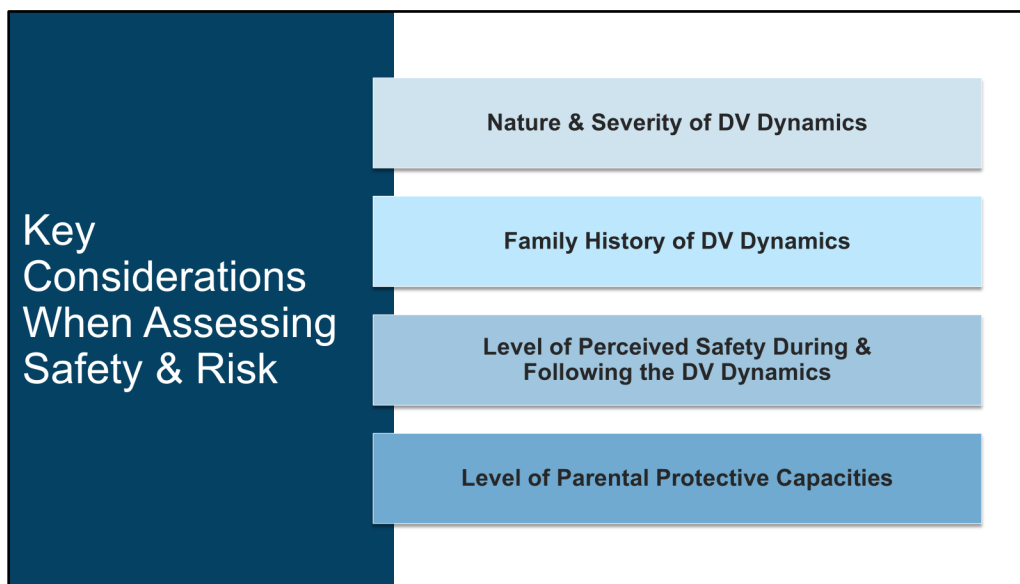 Key
Considerations
When Assessing
Safety & Risk
Nature & Severity of DV Dynamics
Family History of DV Dynamics
Level of Perceived Safety During &
Following the DV Dynamics
Level of Parental Protective Capacities